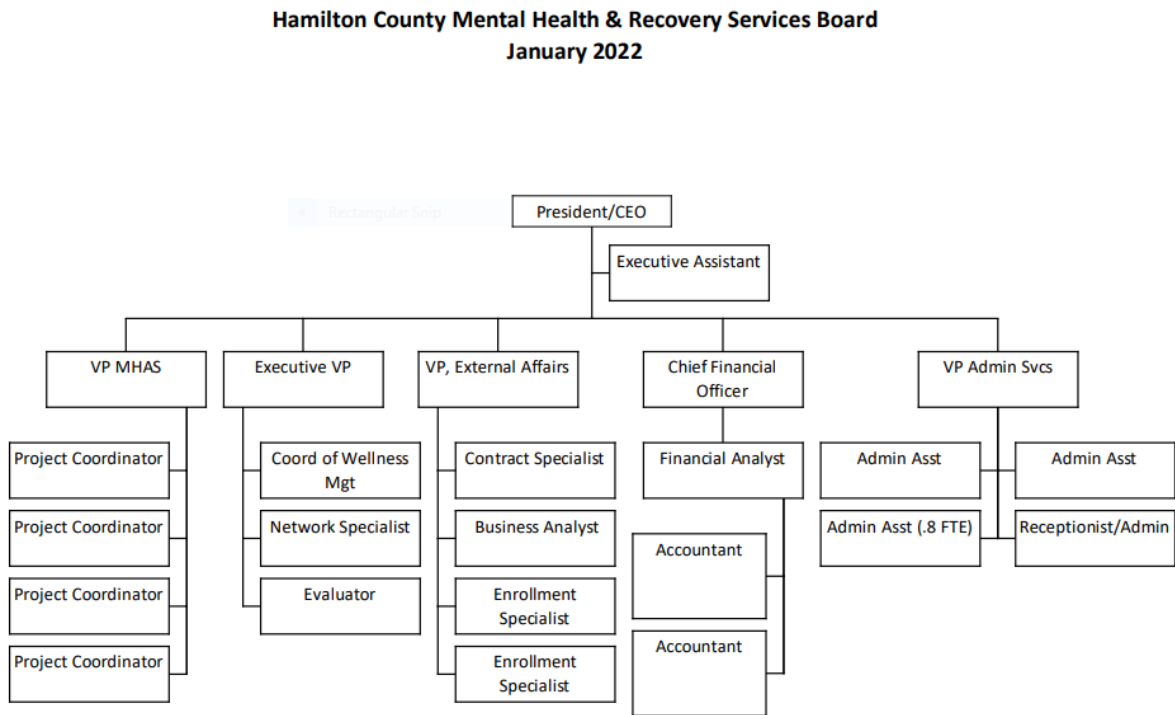 Hamilton County Mental Health & Recovery Services Board
January 2022
Rectangular Snip
President/CEO
Executive Assistant
VP MHAS
Executive VP
VP, External Affairs
Chief Financial
Officer
VP Admin Svcs
Project Coordinator
Coord of Wellness
Mgt
Contract Specialist
Financial Analyst
Admin Asst
Admin Asst
Project Coordinator
Network Specialist
Business Analyst
Accountant
Admin Asst (.8 FTE)
Receptionist/Admin
Project Coordinator
Evaluator
Enrollment
Specialist
Accountant
Project Coordinator
Enrollment
Specialist